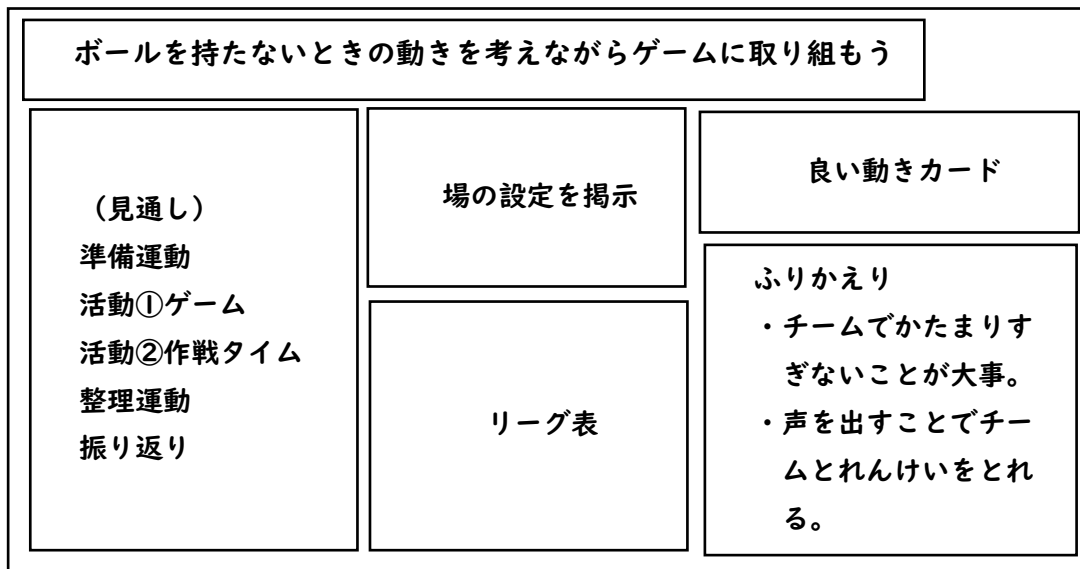 ボールを持たないときの動きを考えながらゲームに取り組もう
（見通し）
準備運動
活動①ゲーム
活動②作戦タイム
整理運動
振り返り
場の設定を掲示
リーグ表
良い動きカード
ふりかえり
・チームでかたまりす
ぎないことが大事。
・声を出すことでチー
ムとれんけいをとれ
る。